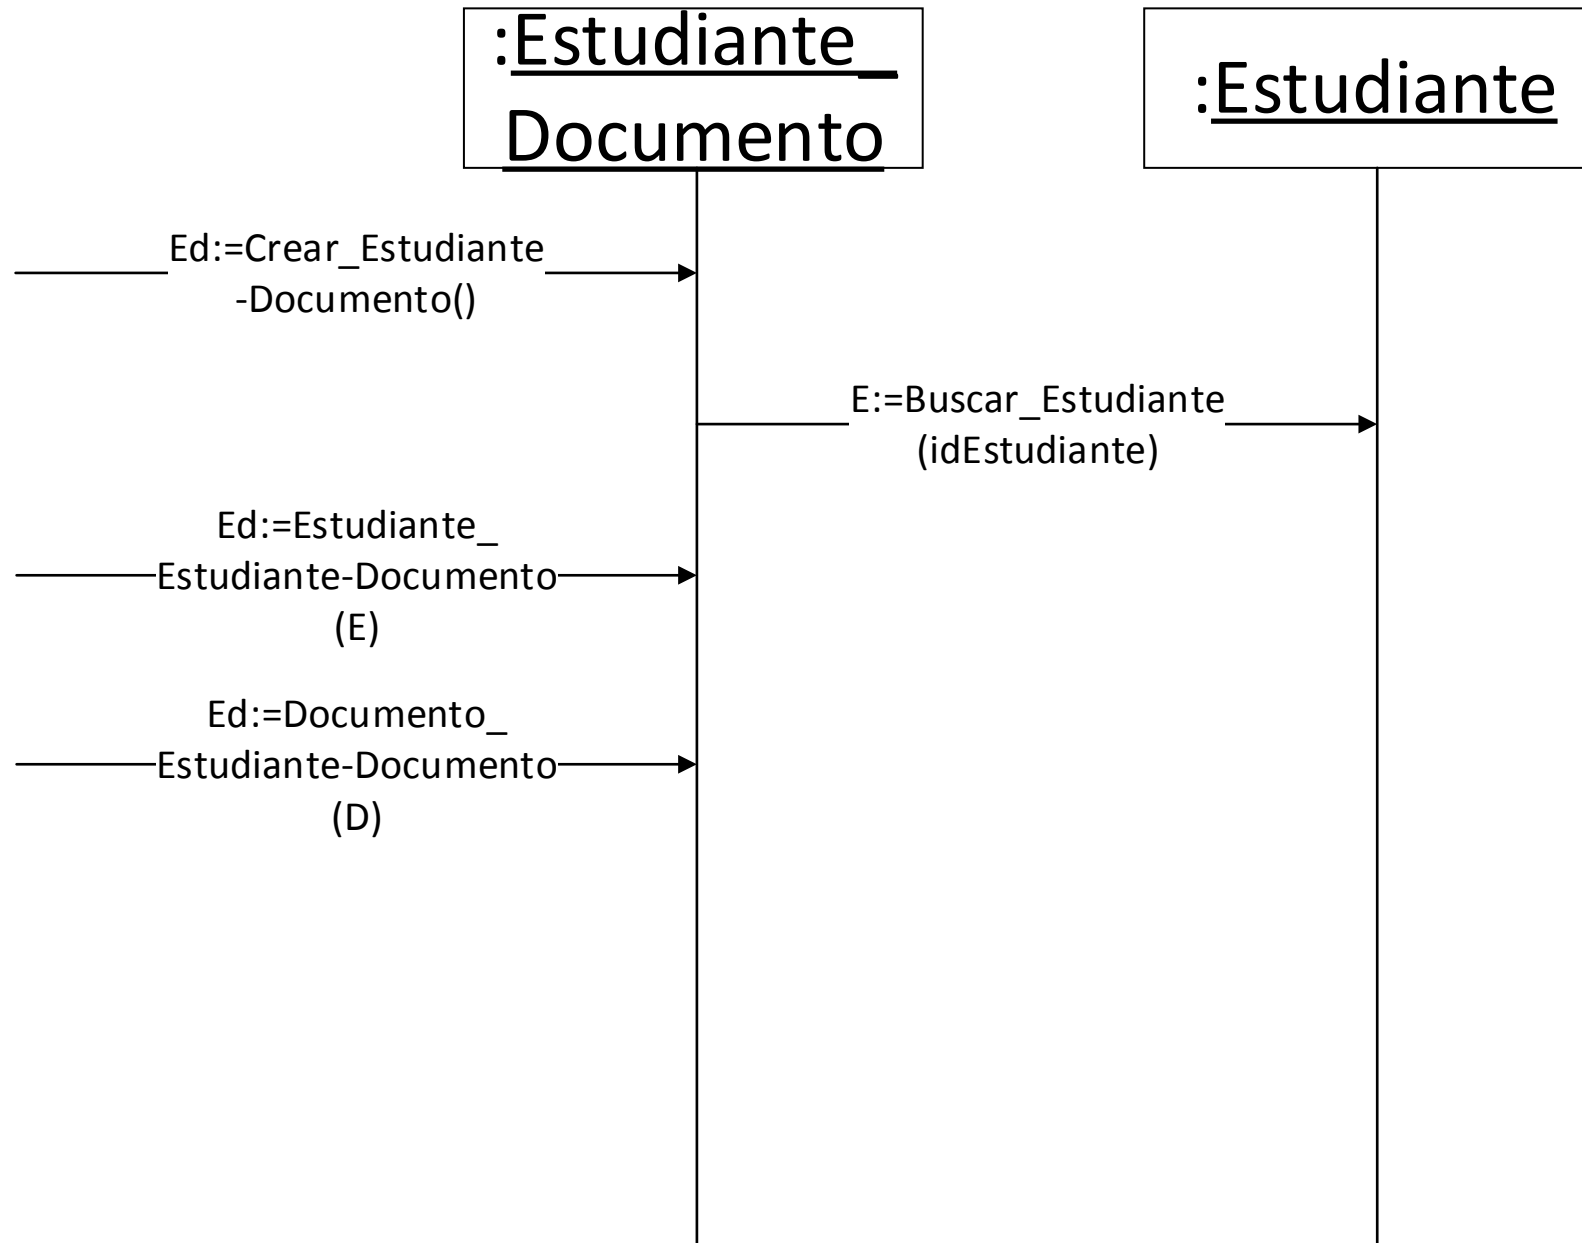 :Estudiante_
Documento
:Estudiante
Ed:=Crear_Estudiante
-Documento()
E:=Buscar_Estudiante
(idEstudiante)
Ed:=Estudiante_
Estudiante-Documento
(E)
Ed:=Documento_
Estudiante-Documento
(D)